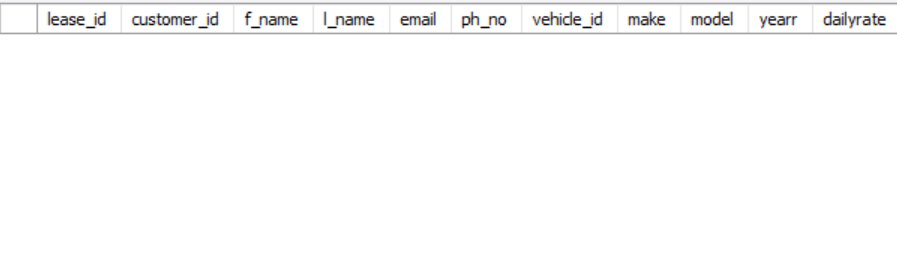 lease_id customer_id f_name l_name email ph_no vehicle_id make model yearr dailyrate